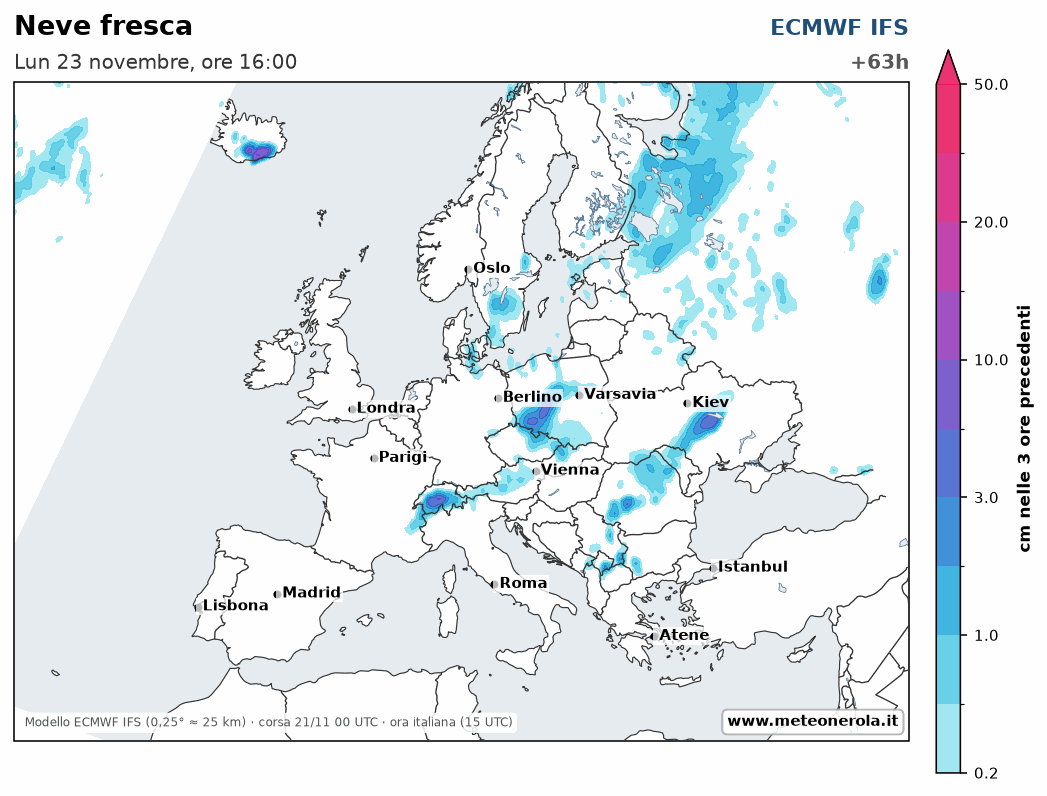 Neve fresca
ECMWF IFS
Lun 23 novembre, ore 16:00
+63h
50.0
20.0
10.0
3.0
1.0
0.2
cm nelle 3 ore precedenti
Oslo
Berlino
Varsavia
Kiev
Londra
Parigi
Vienna
Istanbul
Roma
Madrid
Lisbona
Atene
Modello ECMWF IFS (0,25° ≈ 25 km) · corsa 21/11 00 UTC · ora italiana (15 UTC)
www.meteonerola.it